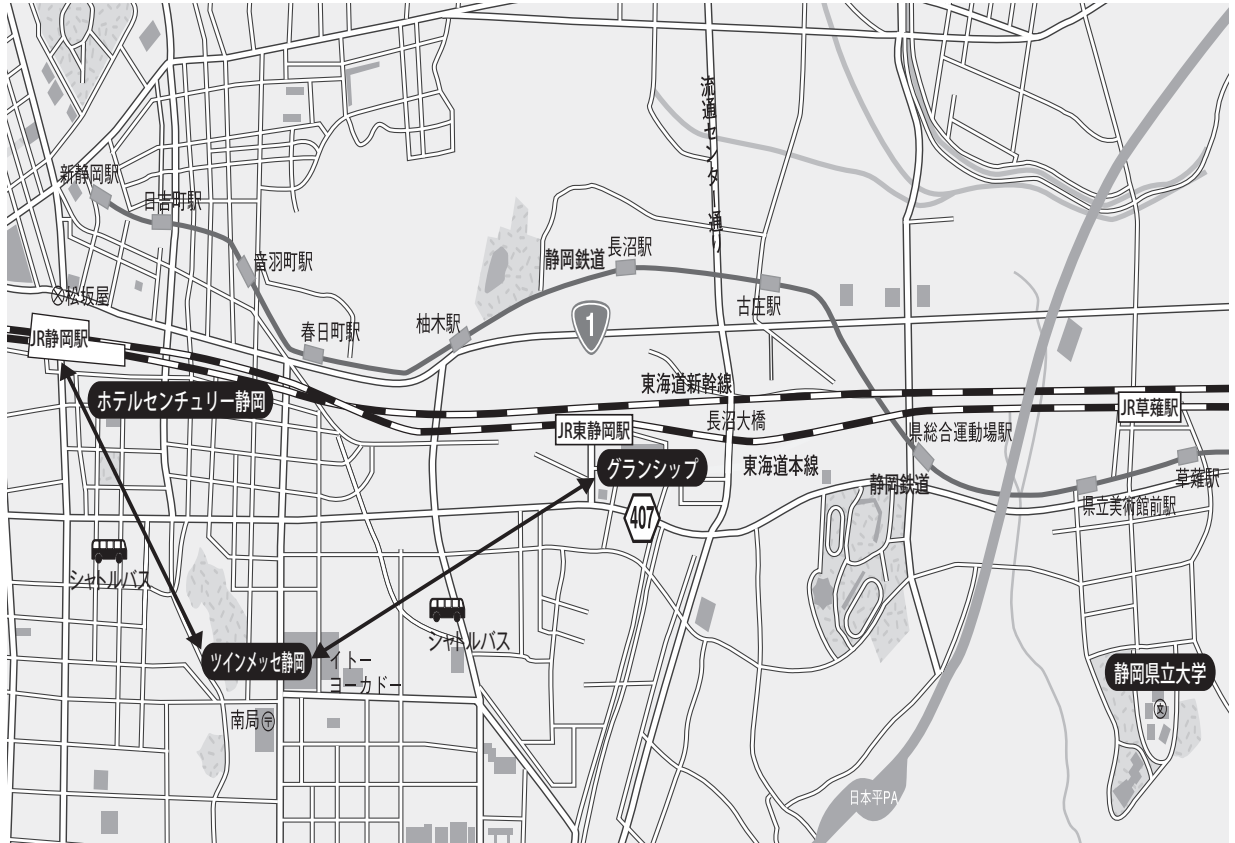 流通センター通り
新静岡駅
日吉町駅
音羽町駅
静岡鉄道
長沼駅
古庄駅
松坂屋
春日町駅
柚木駅
1
JR静岡駅
東海道新幹線
ホテルセンチュリー静岡
長沼大橋
JR草薙駅
JR東静岡駅
県総合運動場駅
グランシップ
東海道本線
静岡鉄道
草薙駅
県立美術館前駅
407
シャトルバス
シャトルバス
ツインメッセ静岡
イトー
ヨーカドー
静岡県立大学
文
南局〒
日本平PA